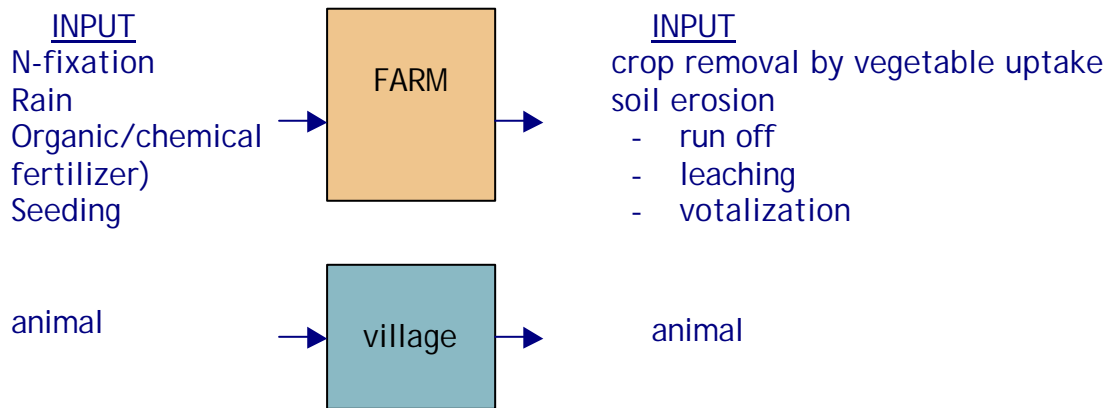 INPUT
N-fixation
Rain
Organic/chemical
fertilizer)
Seeding
FARM
INPUT
crop removal by vegetable uptake
soil erosion
- run off
- leaching
- votalization
animal
village
animal